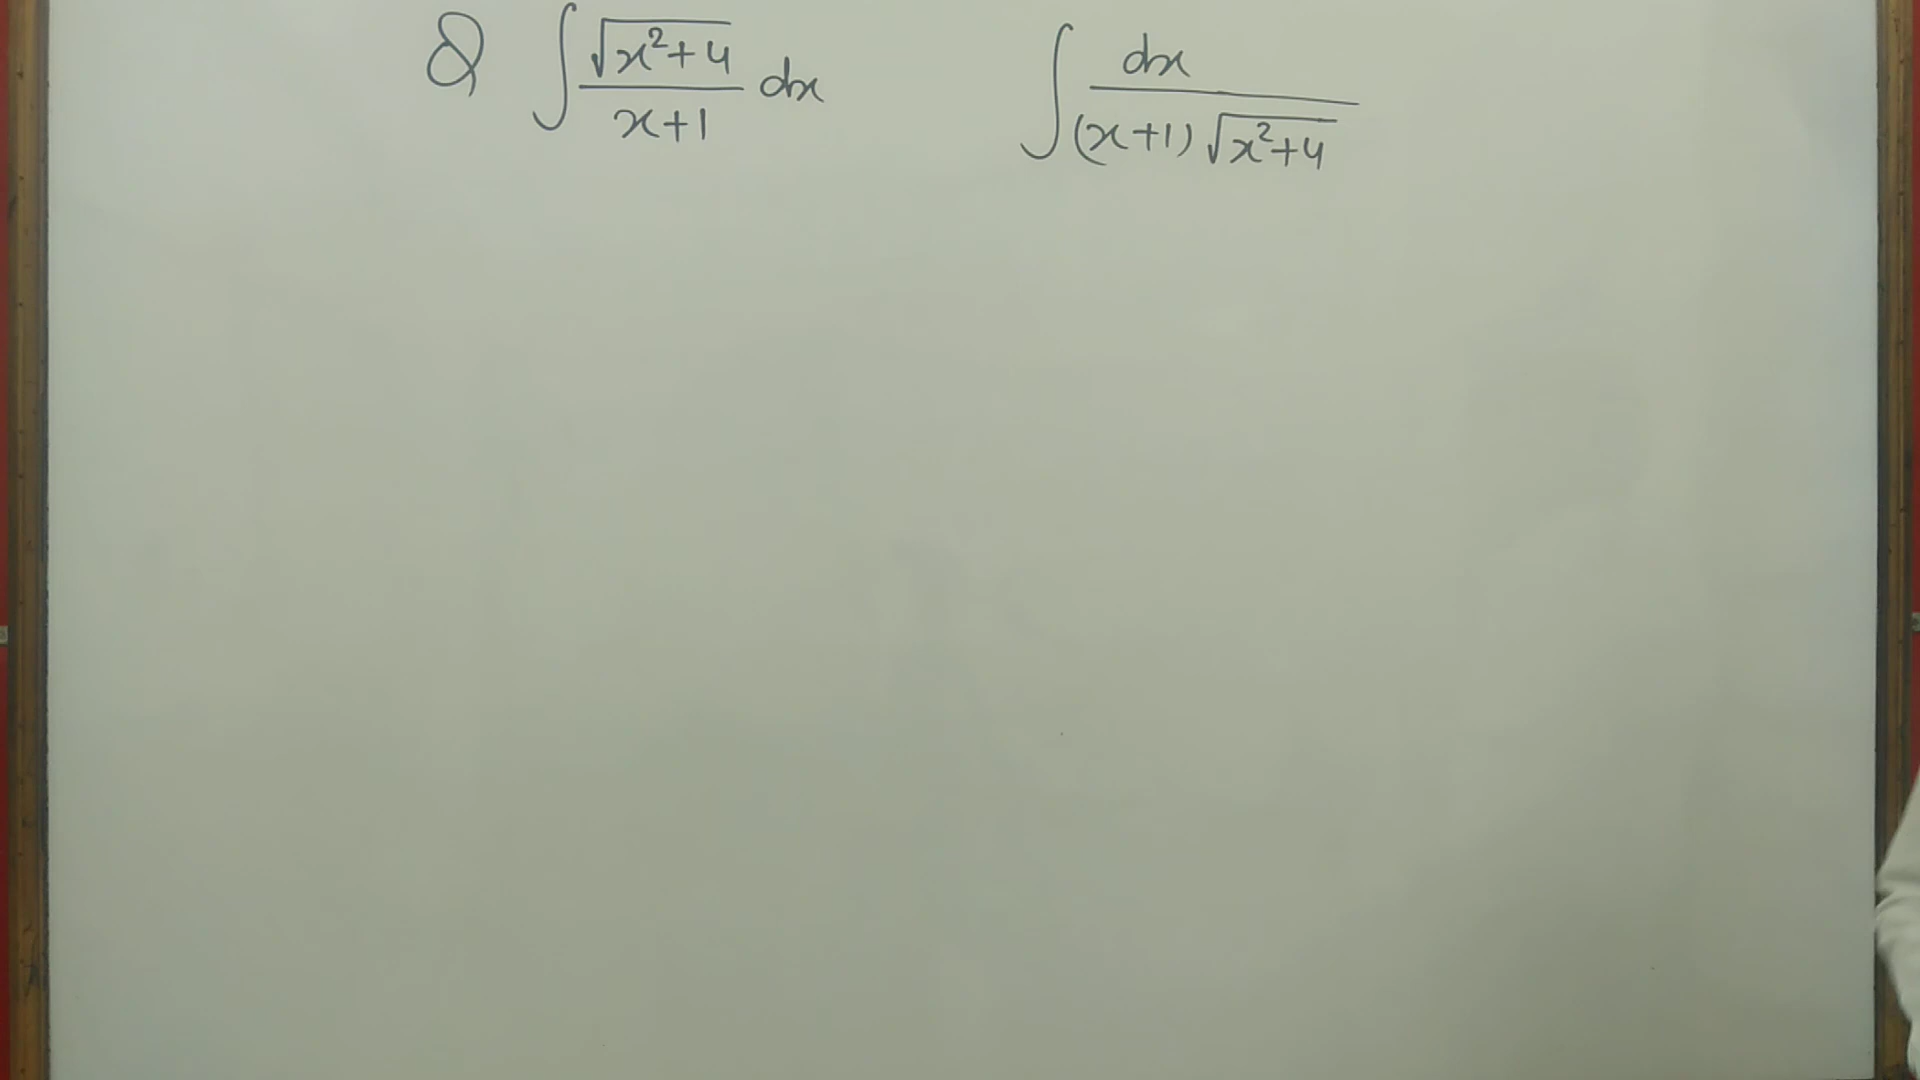 Q ∫ √(x²+4)/(x+1) dx
∫ dx/((x+1)√(x²+4))